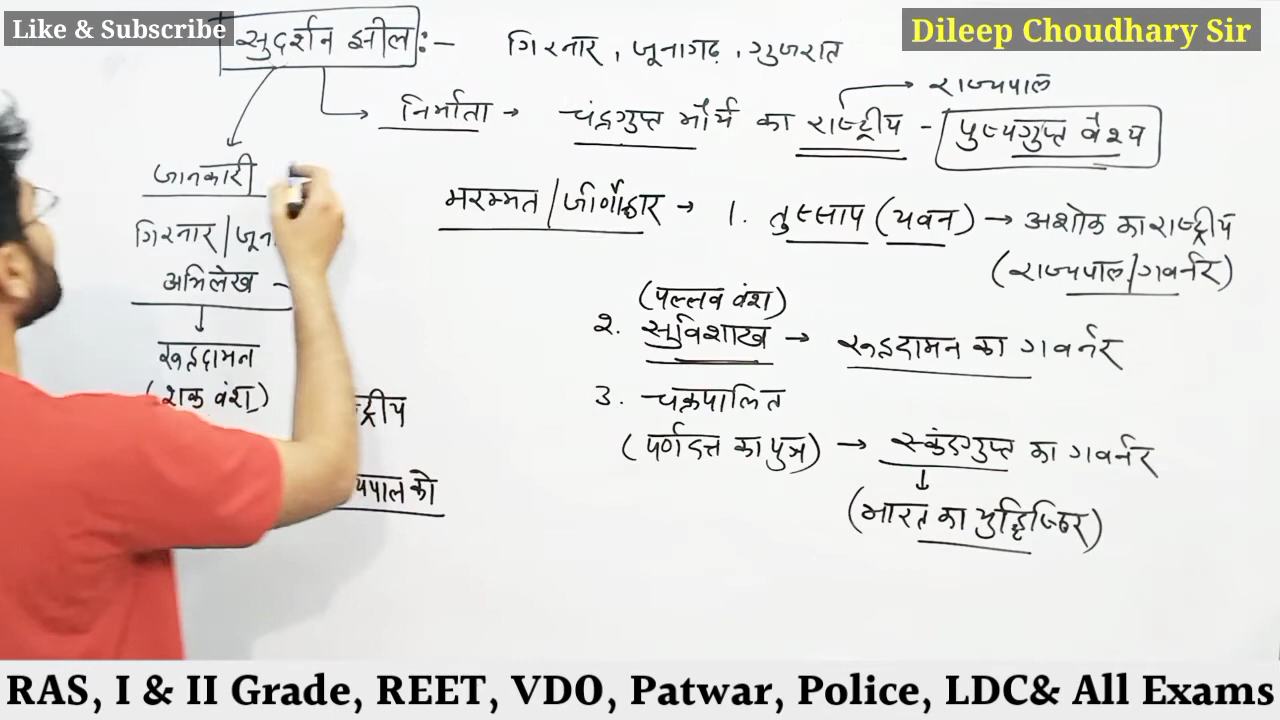 Like & Subscribe
Dileep Choudhary Sir
सुदर्शन झील :- गिरनार, जूनागढ़, गुजरात
राज्यपाल
निर्माता → चंद्रगुप्त मौर्य का राष्ट्रीय - पुष्यगुप्त वैश्य
जानकारी
गिरनार/जूना
अभिलेख -
↓
रूद्रदामन
(शक वंश)
मरम्मत/जीर्णोद्धार → 1. तुस्साप (यवन) → अशोक का राष्ट्रीय
(राज्यपाल/गवर्नर)
(पल्लव वंश)
2. सुविशाख → रूद्रदामन का गवर्नर
3. चक्रपालित
(पर्णदत्त का पुत्र) → स्कंदगुप्त का गवर्नर
↓
(भारत का युद्धिष्ठिर)
पाल को
RAS, I & II Grade, REET, VDO, Patwar, Police, LDC& All Exams